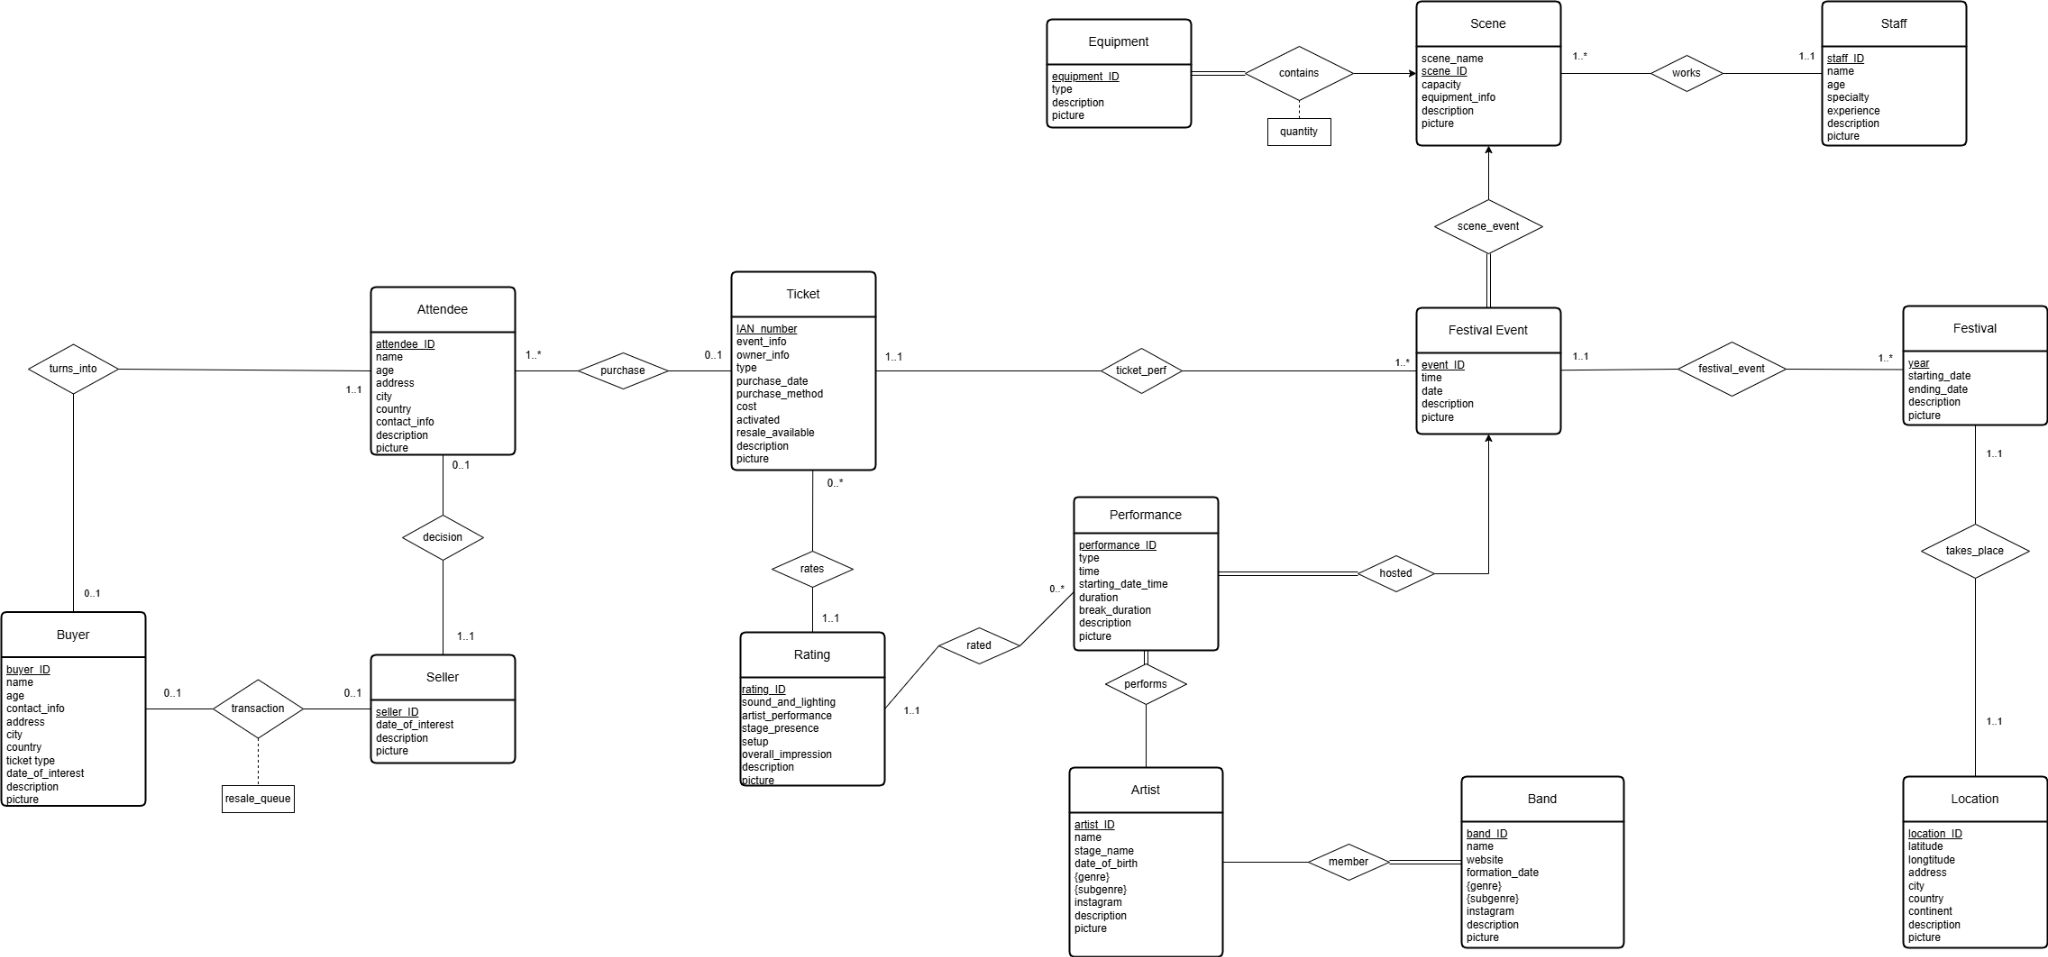 Equipment
equipment_ID
type
description
picture
contains
quantity
Scene
scene_name
scene_ID
capacity
equipment_info
description
picture
1..*
works
1..1
Staff
staff_ID
name
age
specialty
experience
description
picture
scene_event
turns_into
1..1
0..1
Attendee
attendee_ID
name
age
address
city
country
contact_info
description
picture
1..*
purchase
0..1
Ticket
IAN_number
event_info
owner_info
type
purchase_date
purchase_method
cost
activated
resale_available
description
picture
1..1
ticket_perf
1..*
Festival Event
event_ID
time
date
description
picture
1..1
festival_event
1..*
Festival
year
starting_date
ending_date
description
picture
0..1
decision
1..1
0..*
rates
1..1
Performance
performance_ID
type
time
starting_date_time
duration
break_duration
description
picture
hosted
1..1
takes_place
1..1
Buyer
buyer_ID
name
age
contact_info
address
city
country
ticket type
date_of_interest
description
picture
0..1
transaction
0..1
resale_queue
Seller
seller_ID
date_of_interest
description
picture
Rating
rating_ID
sound_and_lighting
artist_performance
stage_presence
setup
overall_impression
description
picture
0..*
rated
1..1
performs
Artist
artist_ID
name
stage_name
date_of_birth
{genre}
{subgenre}
instagram
description
picture
member
Band
band_ID
name
website
formation_date
{genre}
{subgenre}
instagram
description
picture
Location
location_ID
latitude
longtitude
address
city
country
continent
description
picture